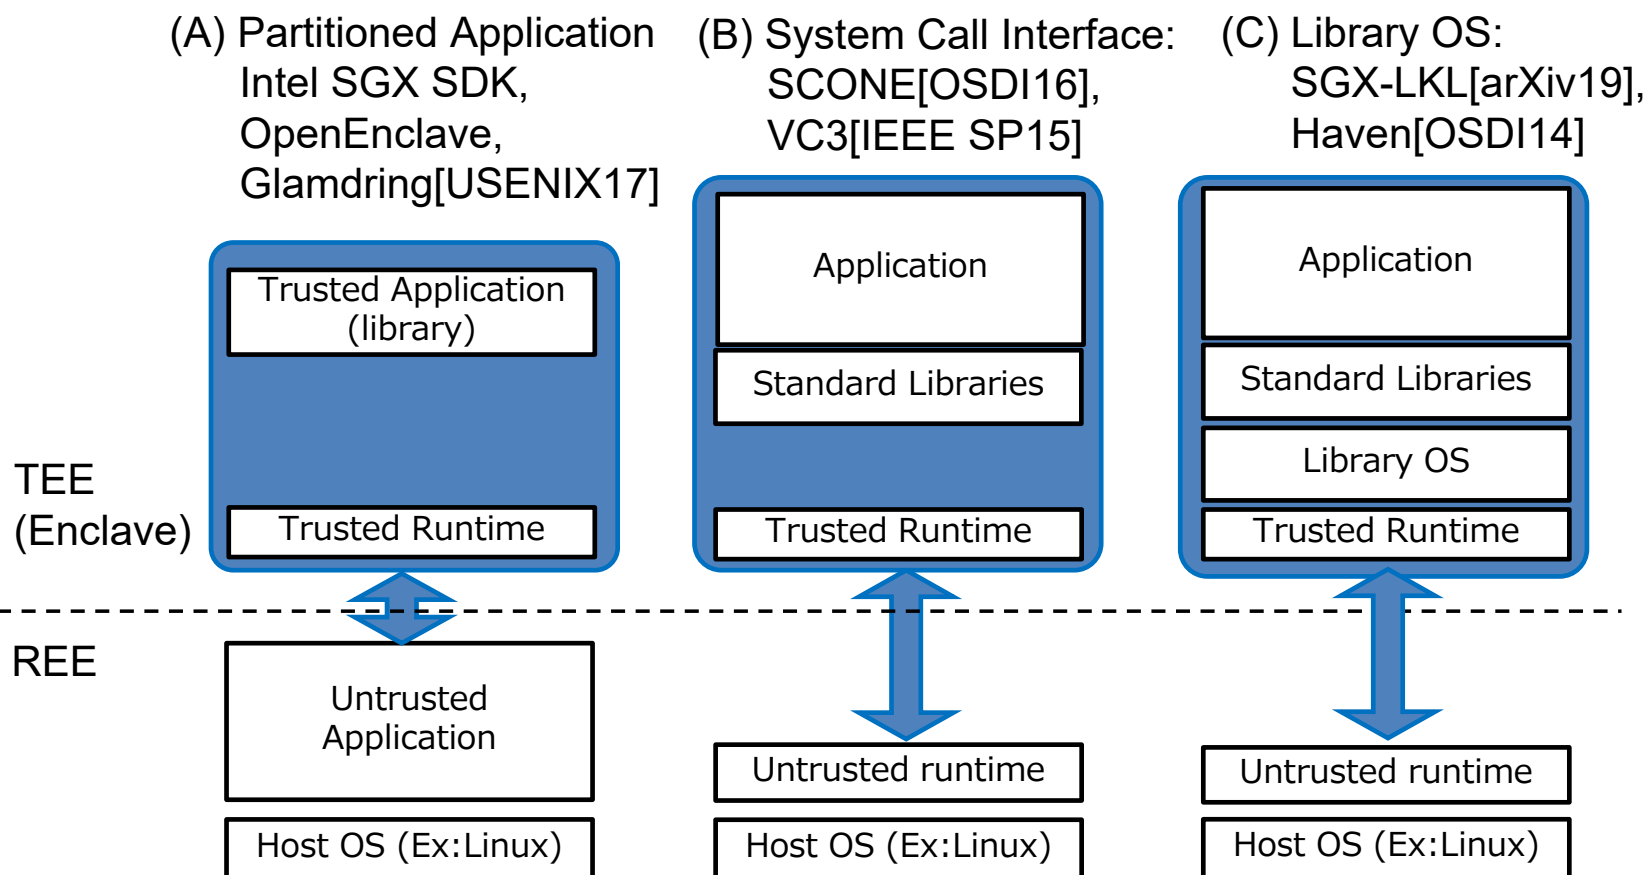 (A) Partitioned Application
Intel SGX SDK,
OpenEnclave,
Glamdring[USENIX17]
(B) System Call Interface:
SCONE[OSDI16],
VC3[IEEE SP15]
(C) Library OS:
SGX-LKL[arXiv19],
Haven[OSDI14]
TEE
(Enclave)
Trusted Application
(library)
Trusted Runtime
Application
Standard Libraries
Trusted Runtime
Application
Standard Libraries
Library OS
Trusted Runtime
REE
Untrusted
Application
Host OS (Ex:Linux)
Untrusted runtime
Host OS (Ex:Linux)
Untrusted runtime
Host OS (Ex:Linux)